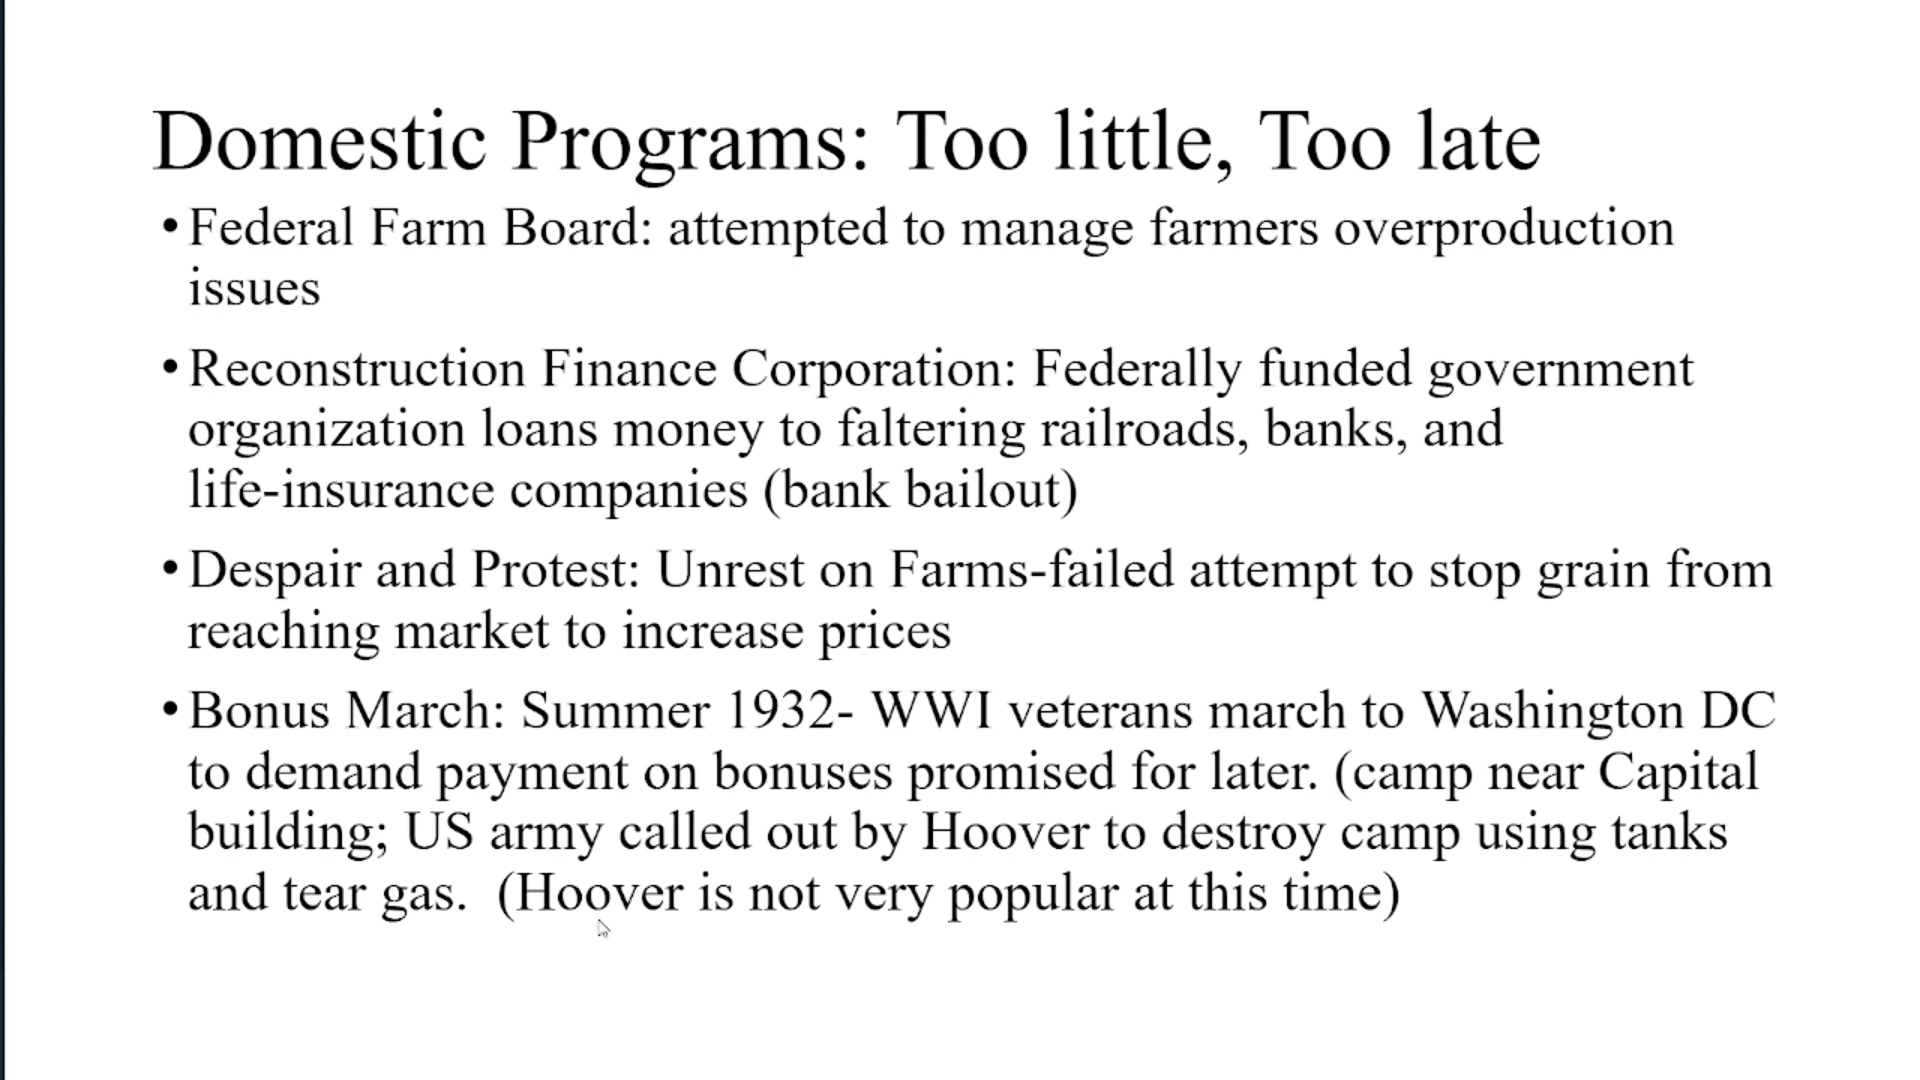 Domestic Programs: Too little, Too late
•Federal Farm Board: attempted to manage farmers overproduction
issues
•Reconstruction Finance Corporation: Federally funded government
organization loans money to faltering railroads, banks, and
life-insurance companies (bank bailout)
•Despair and Protest: Unrest on Farms-failed attempt to stop grain from
reaching market to increase prices
•Bonus March: Summer 1932- WWI veterans march to Washington DC
to demand payment on bonuses promised for later. (camp near Capital
building; US army called out by Hoover to destroy camp using tanks
and tear gas.  (Hoover is not very popular at this time)